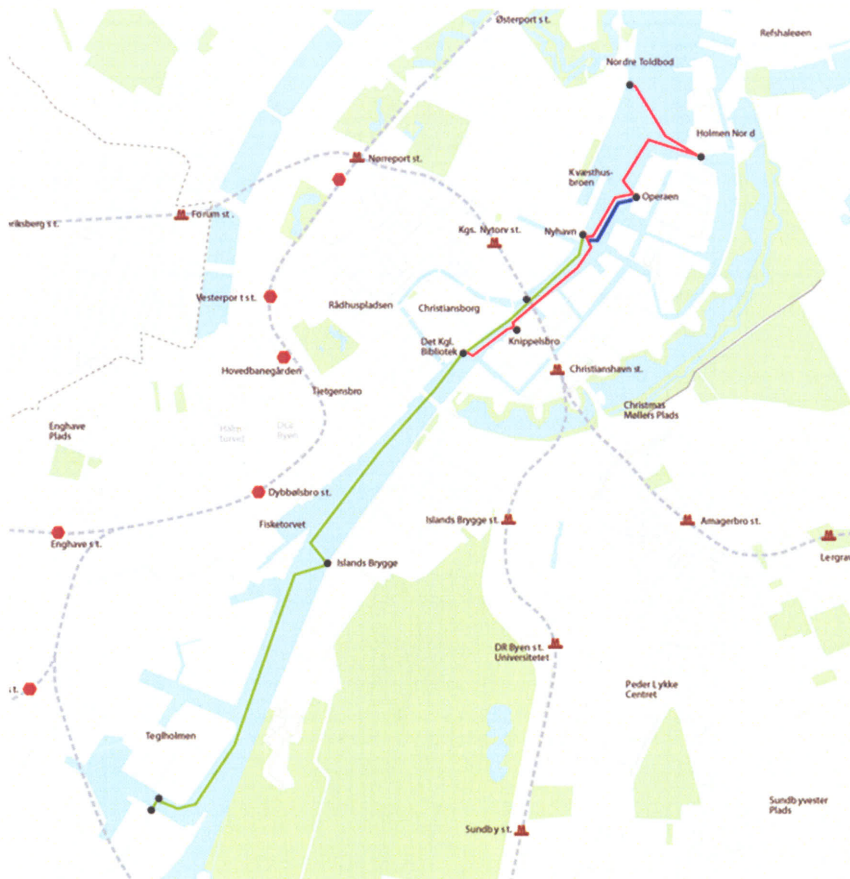 Østerport st.
Refshaleøen
Nordre Toldbod
Holmen Nord
Nørreport st.
Kvæsthus-
broen
Operaen
riksberg st.
Forum st.
Kgs. Nytorv st.
Nyhavn
Vesterport st.
Rådhuspladsen
Christiansborg
Det Kgl.
Bibliotek
Knippelsbro
Hovedbanegården
Christianshavn st.
Tietgensbro
Christmas
Møllers Plads
Enghave
Plads
Byen
Dybbølsbro st.
Fisketorvet
Islands Brygge st.
Amagerbro st.
Enghave st.
Islands Brygge
Lergrav
DR Byen st.
Universitetet
s t.
Peder Lykke
Centret
Teglholmen
Sundbyvester
Plads
Sundby st.